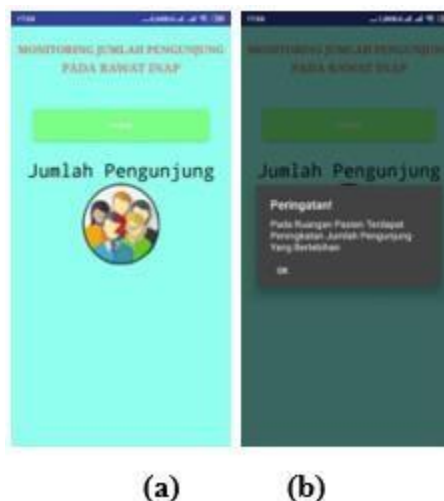 MONITORING JUMLAH PENGUNJUNG
PADA RAWAT INAP
Jumlah Pengunjung
MONITORING JUMLAH PENGUNJUNG
PADA RAWAT INAP
Jumlah Pengunjung
Peringatan!
Pada Ruangan Pasien Terdapat
Peningkatan Jumlah Pengunjung
Yang Berlebihan
OK
(a)
(b)